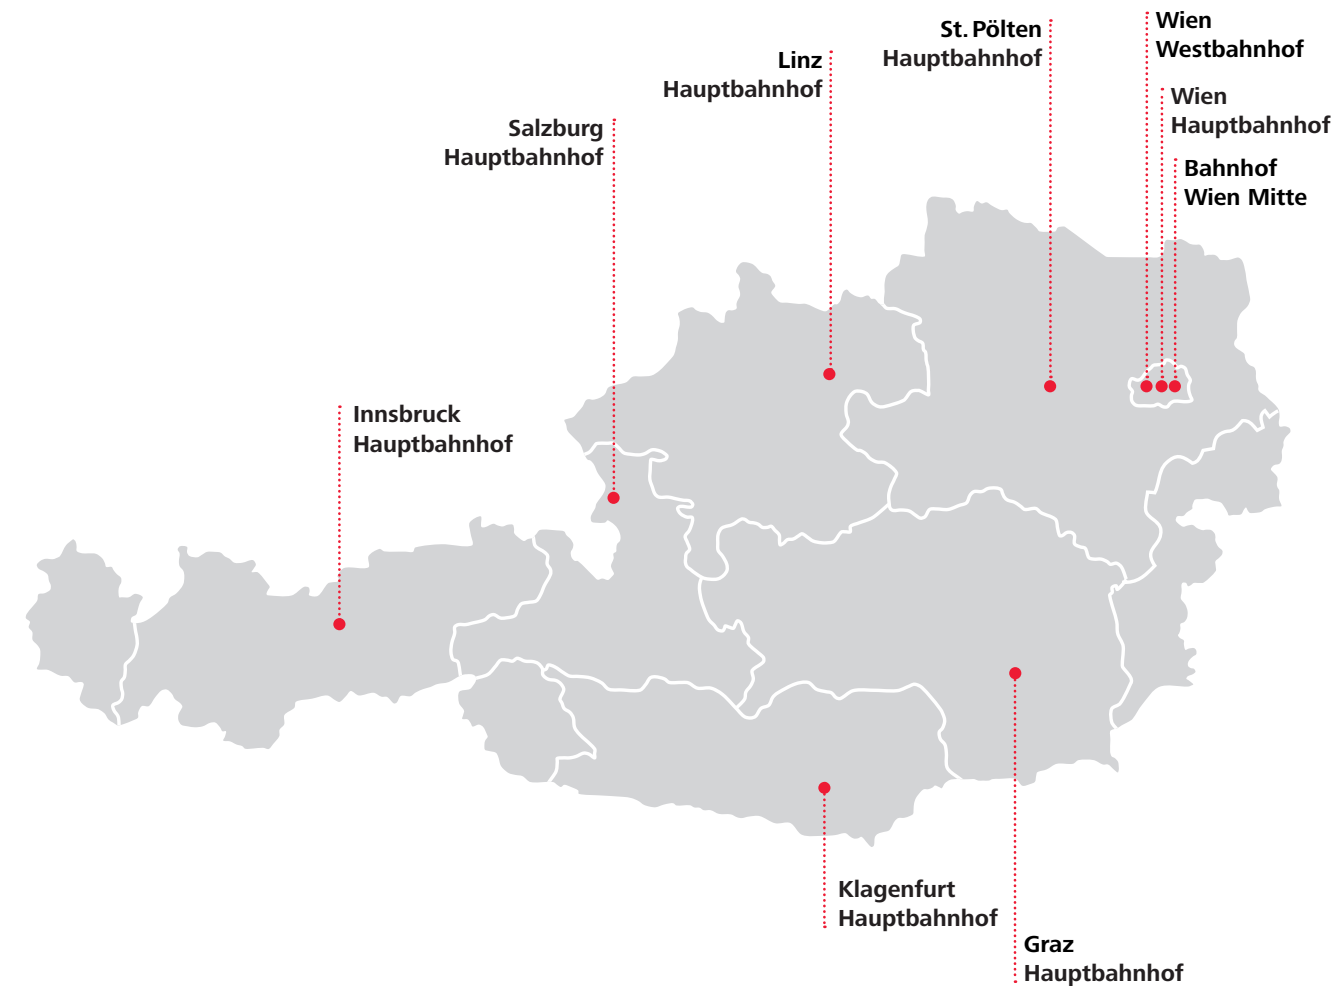 Wien
Westbahnhof
St. Pölten
Hauptbahnhof
Linz
Hauptbahnhof
Wien
Hauptbahnhof
Salzburg
Hauptbahnhof
Bahnhof
Wien Mitte
Innsbruck
Hauptbahnhof
Klagenfurt
Hauptbahnhof
Graz
Hauptbahnhof